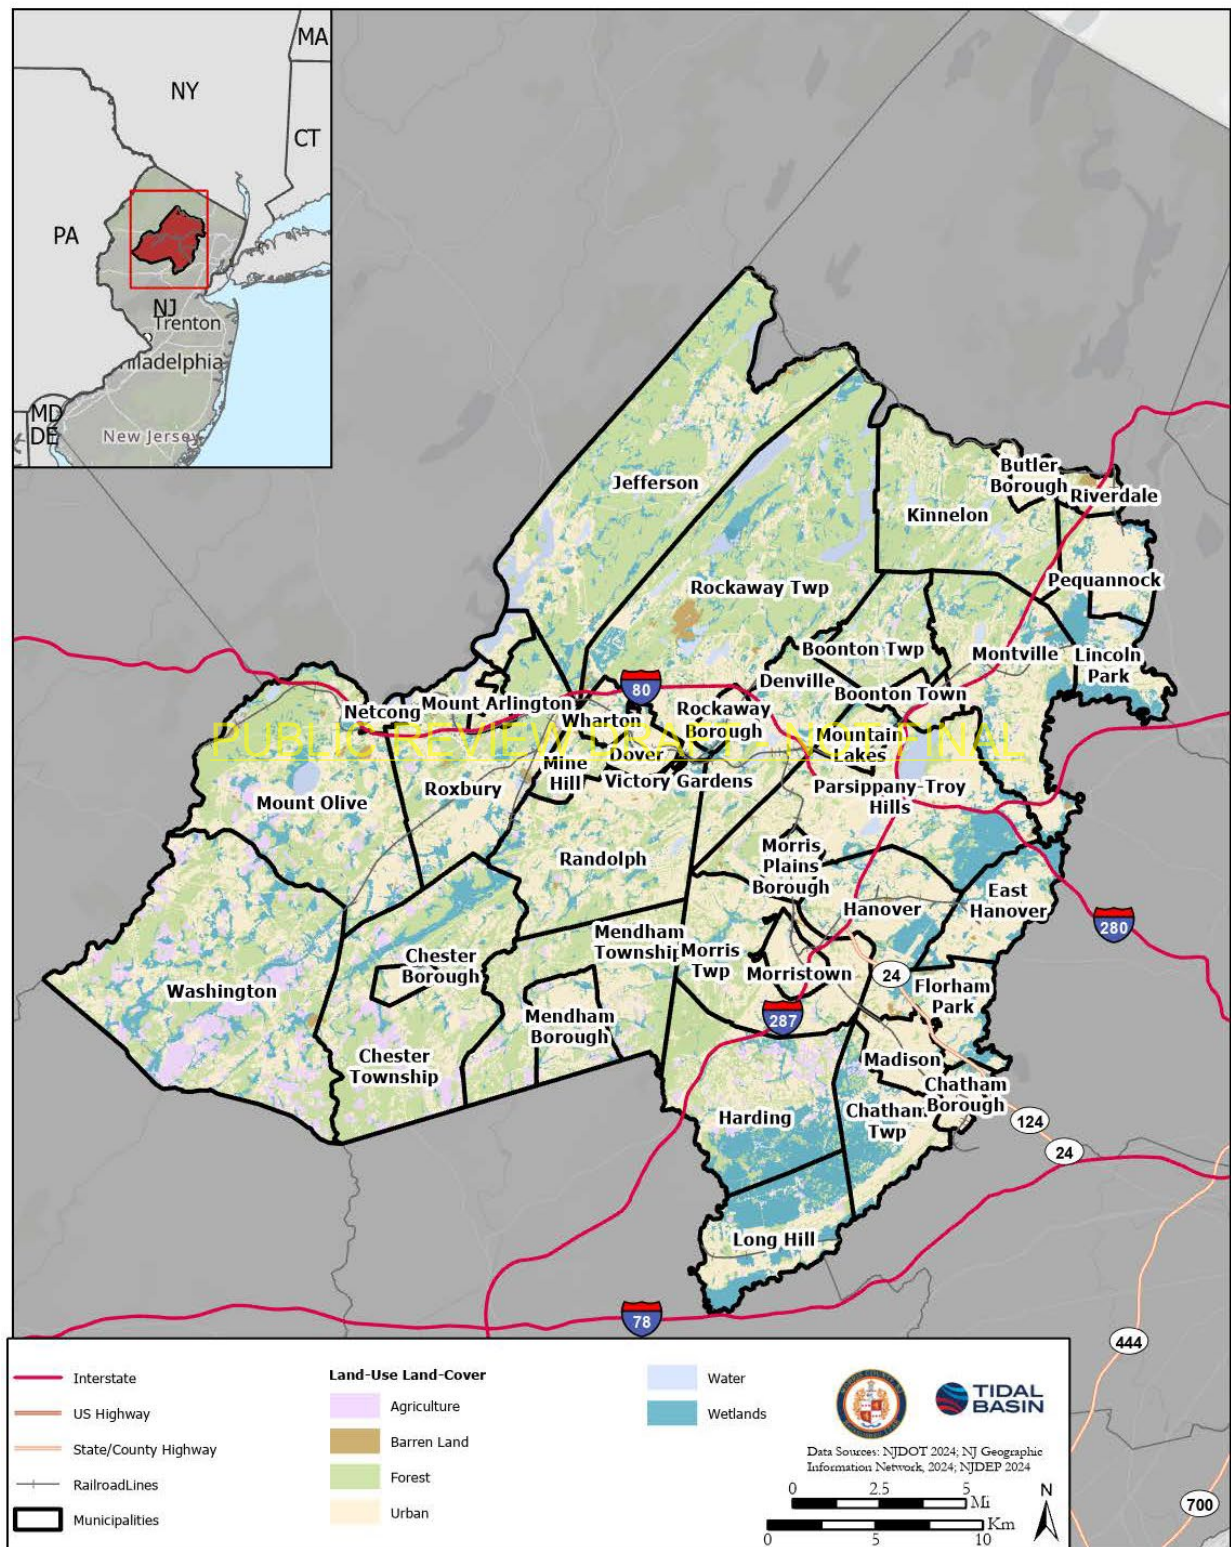 MA
NY
CT
PA
NJ
Trenton
hiladelphia
MD
DE
New Jersey
Jefferson
Butler
Borough
Riverdale
Kinnelon
Pequannock
Rockaway Twp
Boonton Twp
Montville
Lincoln
Park
Denville
Boonton Town
80
Netcong
Mount Arlington
Wharton
Rockaway
Borough
Mountain
Lakes
PUBLIC REVIEW DRAFT - NOT FINAL
Dover
Mine
Hill
Victory Gardens
Roxbury
Mount Olive
Parsippany-Troy
Hills
Randolph
Morris
Plains
Borough
East
Hanover
Hanover
280
Mendham
Township
Morris
Twp
Chester
Borough
Morristown
24
Washington
Florham
Park
Mendham
Borough
287
Chester
Township
Madison
Chatham
Borough
Harding
Chatham
Twp
124
24
Long Hill
78
444
700
Interstate
US Highway
State/County Highway
RailroadLines
Municipalities
Land-Use Land-Cover
Agriculture
Barren Land
Forest
Urban
Water
Wetlands
TIDAL
BASIN
Data Sources: NJDOT 2024; NJ Geographic
Information Network, 2024; NJDEP 2024
0 2.5 5
Mi
Km
0 5 10
N